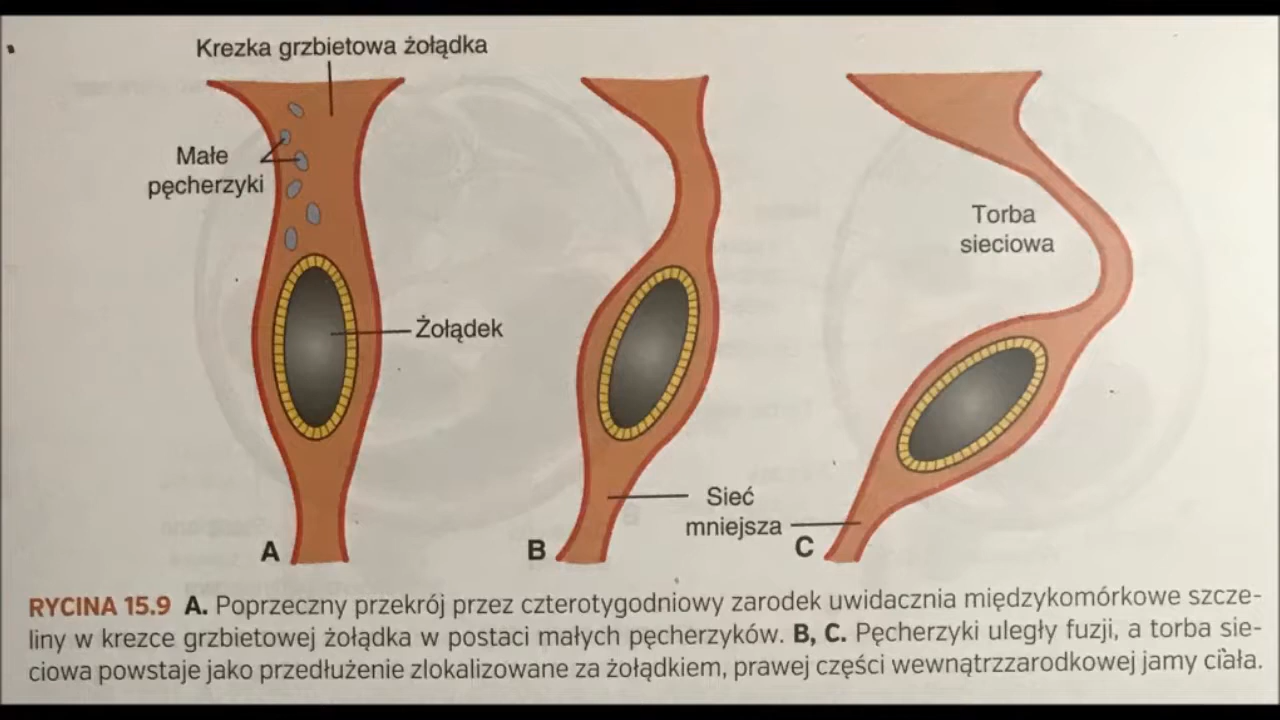 Krezka grzbietowa żołądka
Małe
pęcherzyki
Żołądek
Torba
sieciowa
Sieć
mniejsza
A
B
C
RYCINA 15.9 A. Poprzeczny przekrój przez czterotygodniowy zarodek uwidacznia międzykomórkowe szcze-
liny w krezce grzbietowej żołądka w postaci małych pęcherzyków. B, C. Pęcherzyki uległy fuzji, a torba sie-
ciowa powstaje jako przedłużenie zlokalizowane za żołądkiem, prawej części wewnątrzzarodkowej jamy ciała.